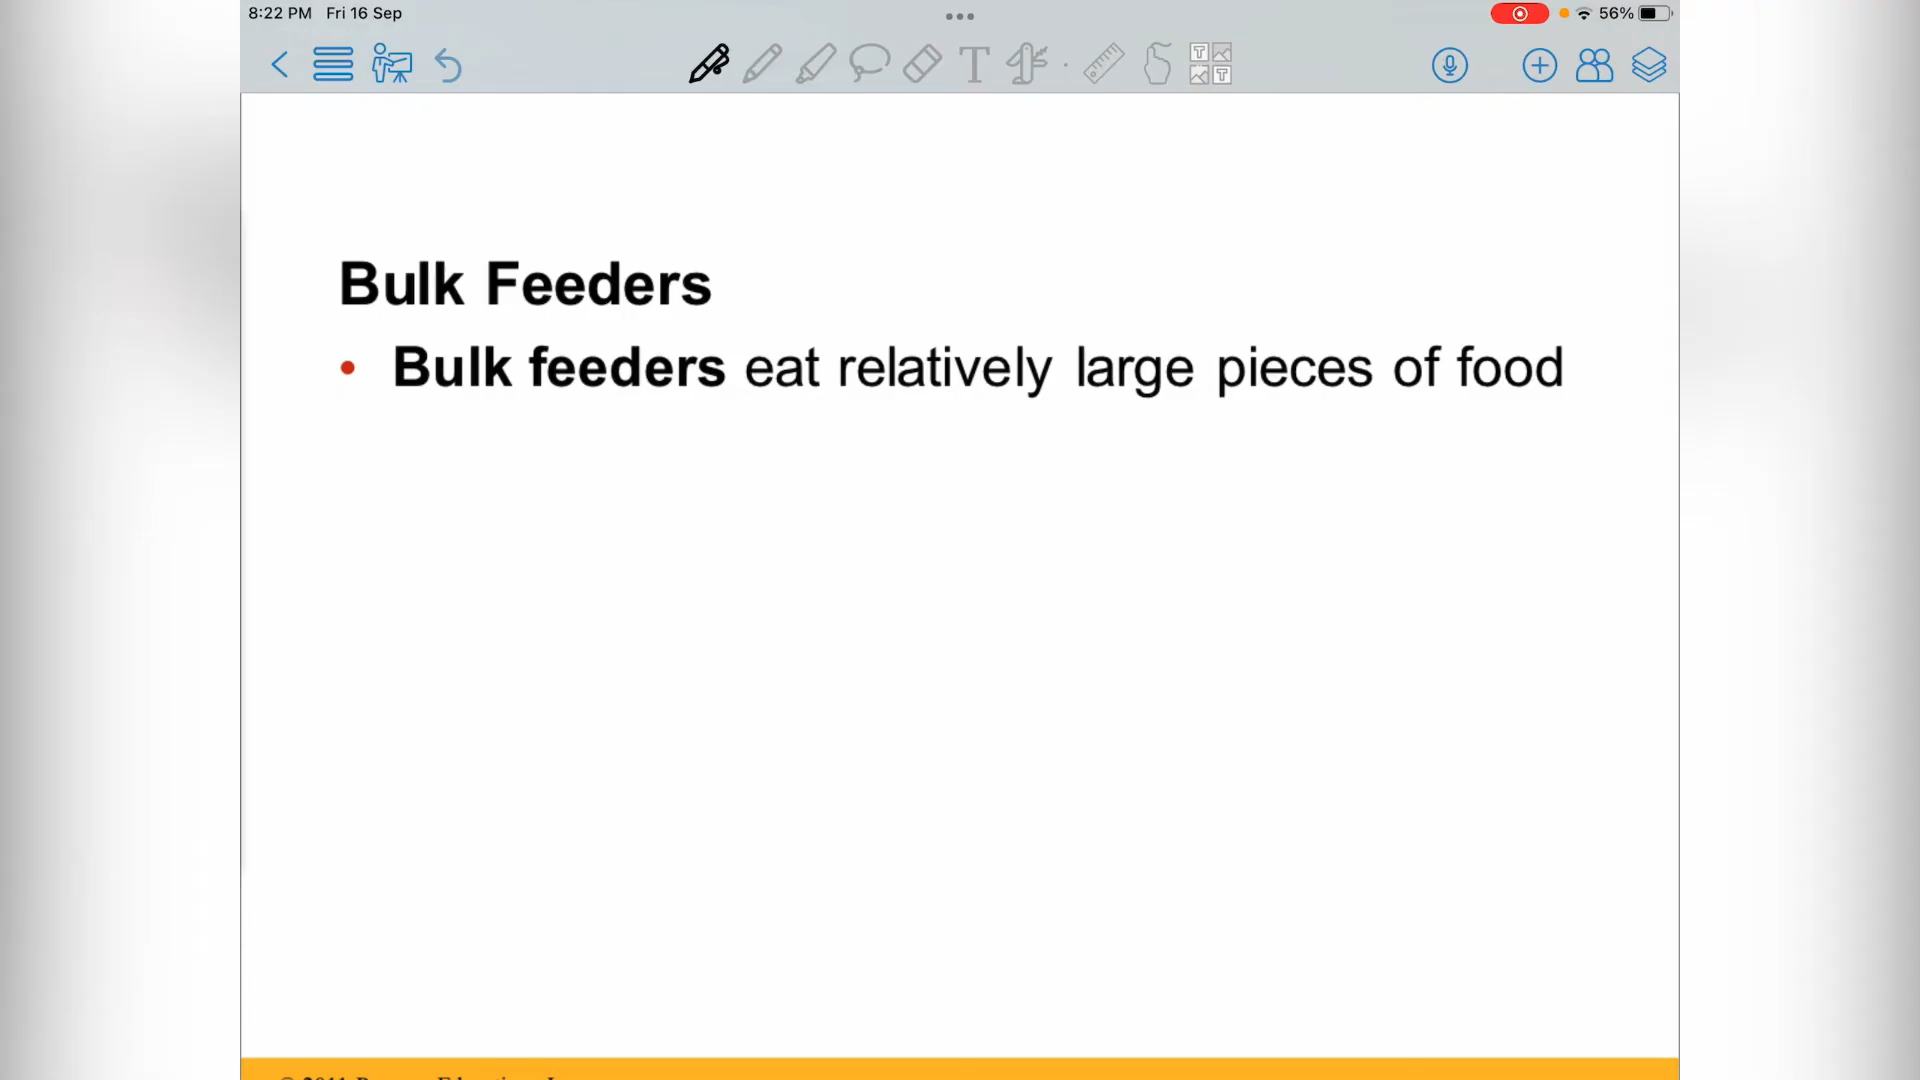 8:22 PM Fri 16 Sep
56%
Bulk Feeders
• Bulk feeders eat relatively large pieces of food